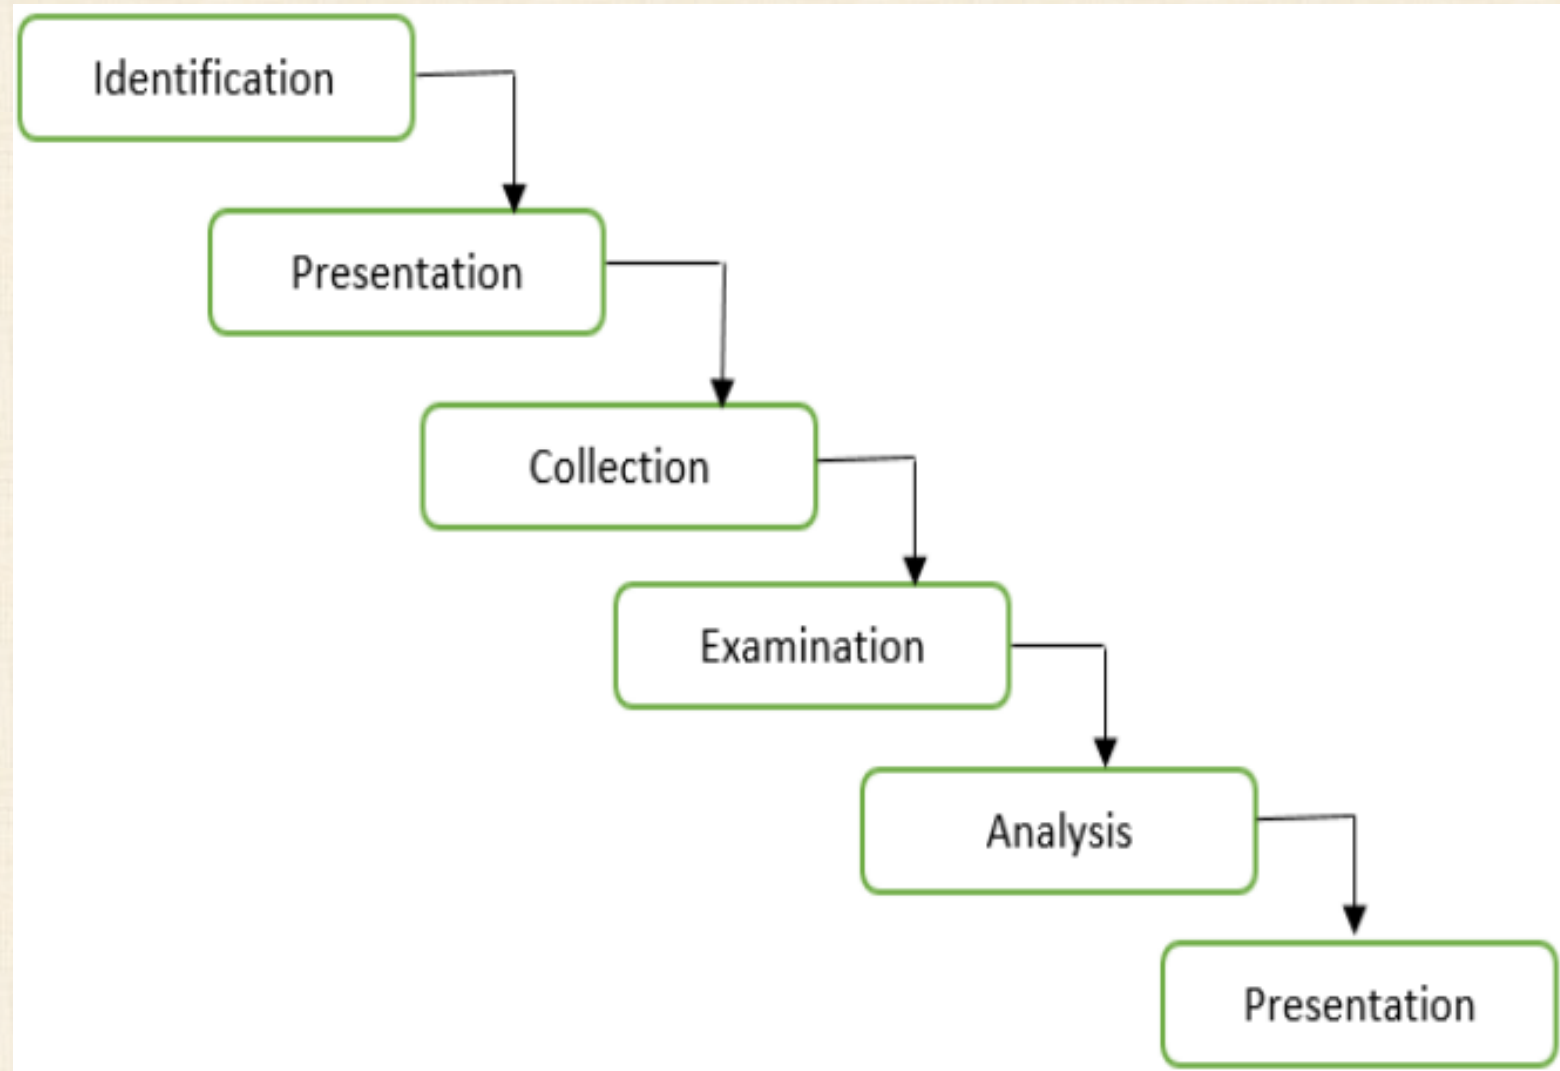 Identification
Presentation
Collection
Examination
Analysis
Presentation